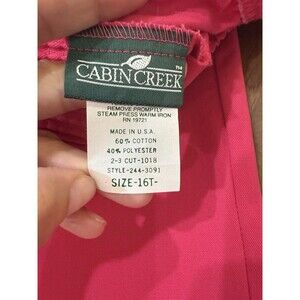 ™
CABIN CREEK
REMOVE PROMPTLY
STEAM PRESS WARM IRON
RN 19721
MADE IN U.S.A.
60% COTTON
40% POLYESTER
2-3 CUT-1018
STYLE-244-3091
SIZE-16T-